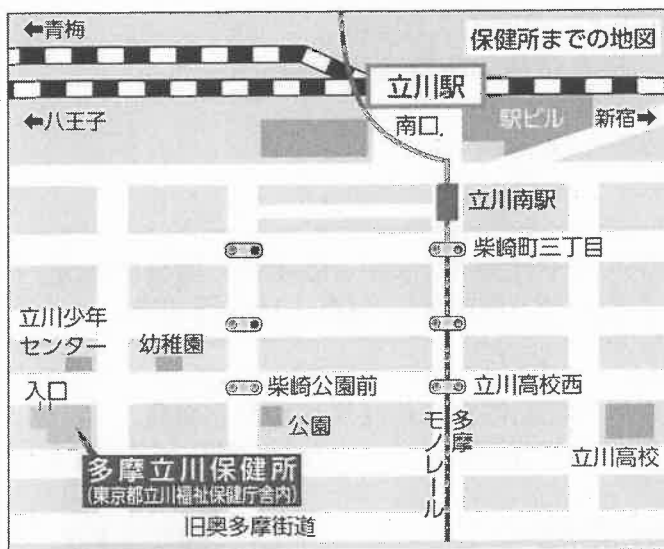 ←青梅
保健所までの地図
立川駅
←八王子
南口
駅ビル
新宿→
立川南駅
柴崎町三丁目
立川少年
センター
幼稚園
入口
柴崎公園前
立川高校西
公園
多摩
モノレール
立川高校
多摩立川保健所
(東京都立川福祉保健庁舎内)
旧奥多摩街道